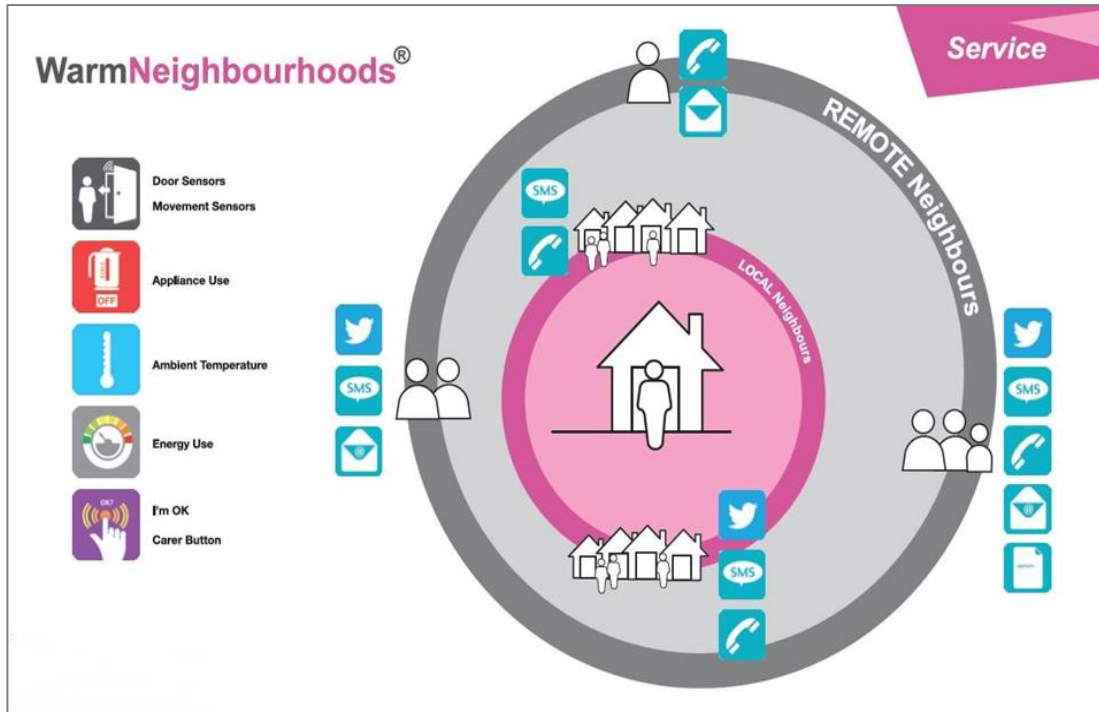 WarmNeighbourhoods®
Service
Door Sensors
Movement Sensors
OFF
Appliance Use
Ambient Temperature
Energy Use
OK?
I'm OK
Carer Button
REMOTE Neighbours
SMS
LOCAL Neighbours
SMS
@
SMS
@
REPORT
SMS